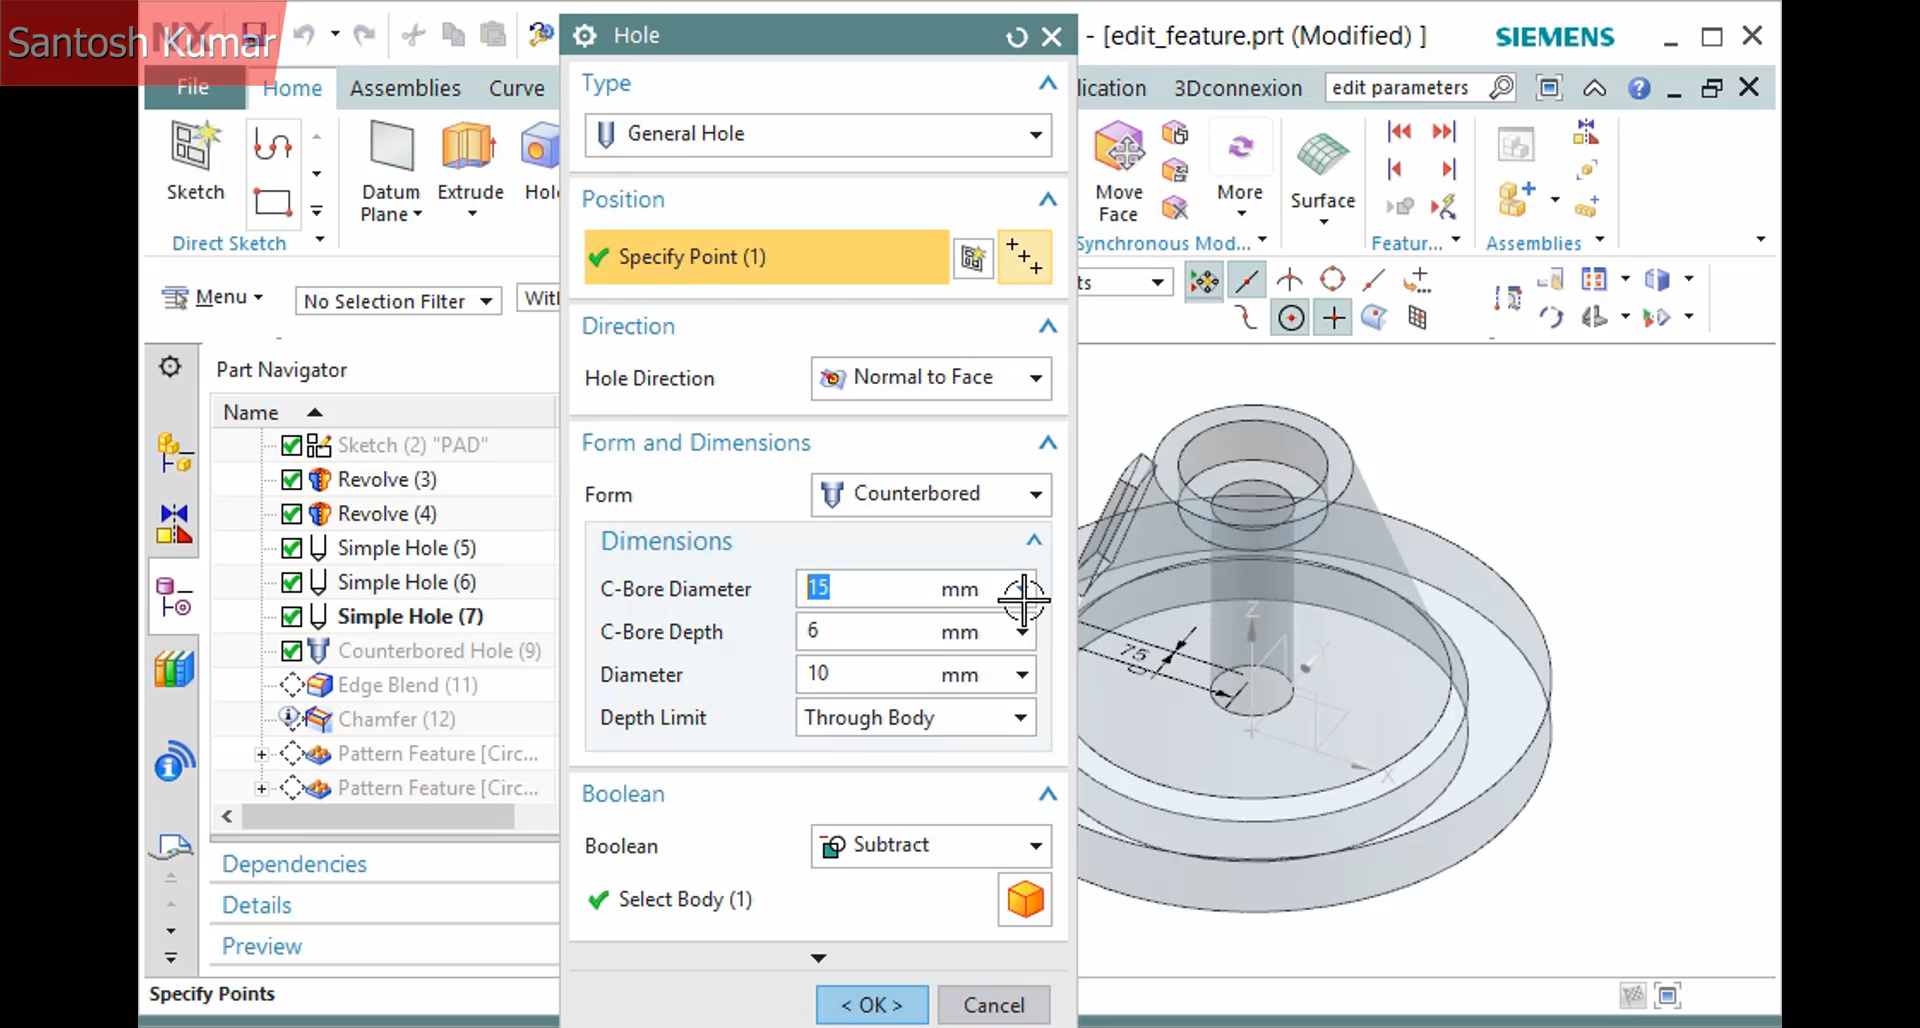 Santosh Kumar
Hole
- [edit_feature.prt (Modified) ]
SIEMENS
File
Home
Assemblies
Curve
lication
3Dconnexion
edit parameters
Sketch
Datum
Plane
Extrude
Hol
Direct Sketch
Move
Face
More
Surface
Synchronous Mod...
Featur...
Assemblies
Menu
No Selection Filter
With
ts
Part Navigator
Name
Sketch (2) "PAD"
Revolve (3)
Revolve (4)
Simple Hole (5)
Simple Hole (6)
Simple Hole (7)
Counterbored Hole (9)
Edge Blend (11)
Chamfer (12)
Pattern Feature [Circ...
Pattern Feature [Circ...
Dependencies
Details
Preview
Specify Points
Type
General Hole
Position
Specify Point (1)
Direction
Hole Direction
Normal to Face
Form and Dimensions
Form
Counterbored
Dimensions
C-Bore Diameter
15
mm
C-Bore Depth
6
mm
Diameter
10
mm
Depth Limit
Through Body
Boolean
Boolean
Subtract
Select Body (1)
< OK >
Cancel
75
Z
Y
X